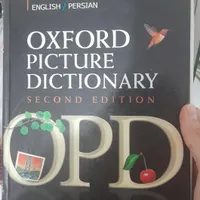 ENGLISH / PERSIAN
OXFORD
PICTURE
DICTIONARY
SECOND EDITION
OPD